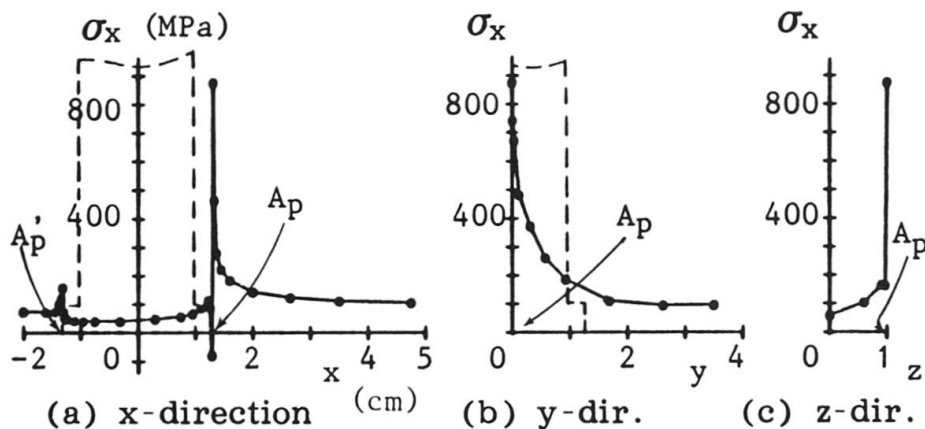 σx (MPa)
800
400
Ap'
Ap
-2
0
2
4
5
x
(cm)
(a) x-direction
σx
800
400
0
Ap
2
4
y
(b) y-dir.
σx
800
400
0
Ap
1
z
(c) z-dir.